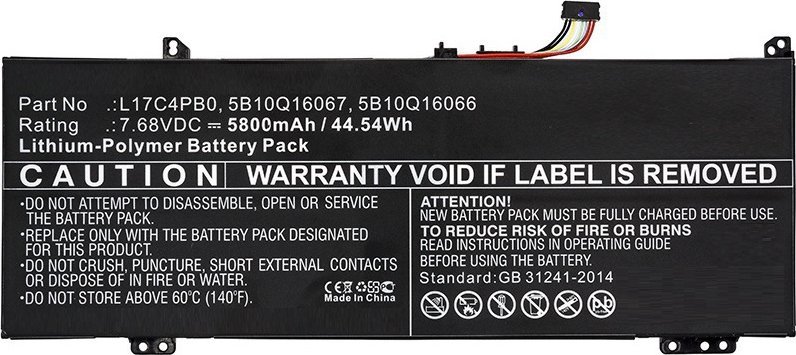 Part No .:L17C4PB0, 5B10Q16067, 5B10Q16066
Rating .:7.68VDC ⎓ 5800mAh / 44.54Wh
Lithium-Polymer Battery Pack
CAUTION WARRANTY VOID IF LABEL IS REMOVED
•DO NOT ATTEMPT TO DISASSEMBLE, OPEN OR SERVICE
THE BATTERY PACK.
•REPLACE ONLY WITH THE BATTERY PACK DESIGNATED
FOR THIS PRODUCT.
•DO NOT CRUSH, PUNCTURE, SHORT EXTERNAL CONTACTS
OR DISPOSE OF IN FIRE OR WATER.
•DO NOT STORE ABOVE 60°C (140°F).
CE FC
Made In China
ATTENTION!
NEW BATTERY PACK MUST BE FULLY CHARGED BEFORE USE.
TO REDUCE RISK OF FIRE OR BURNS
READ INSTRUCTIONS IN OPERATING GUIDE
BEFORE USING THE BATTERY PACK.
Standard:GB 31241-2014
Pb